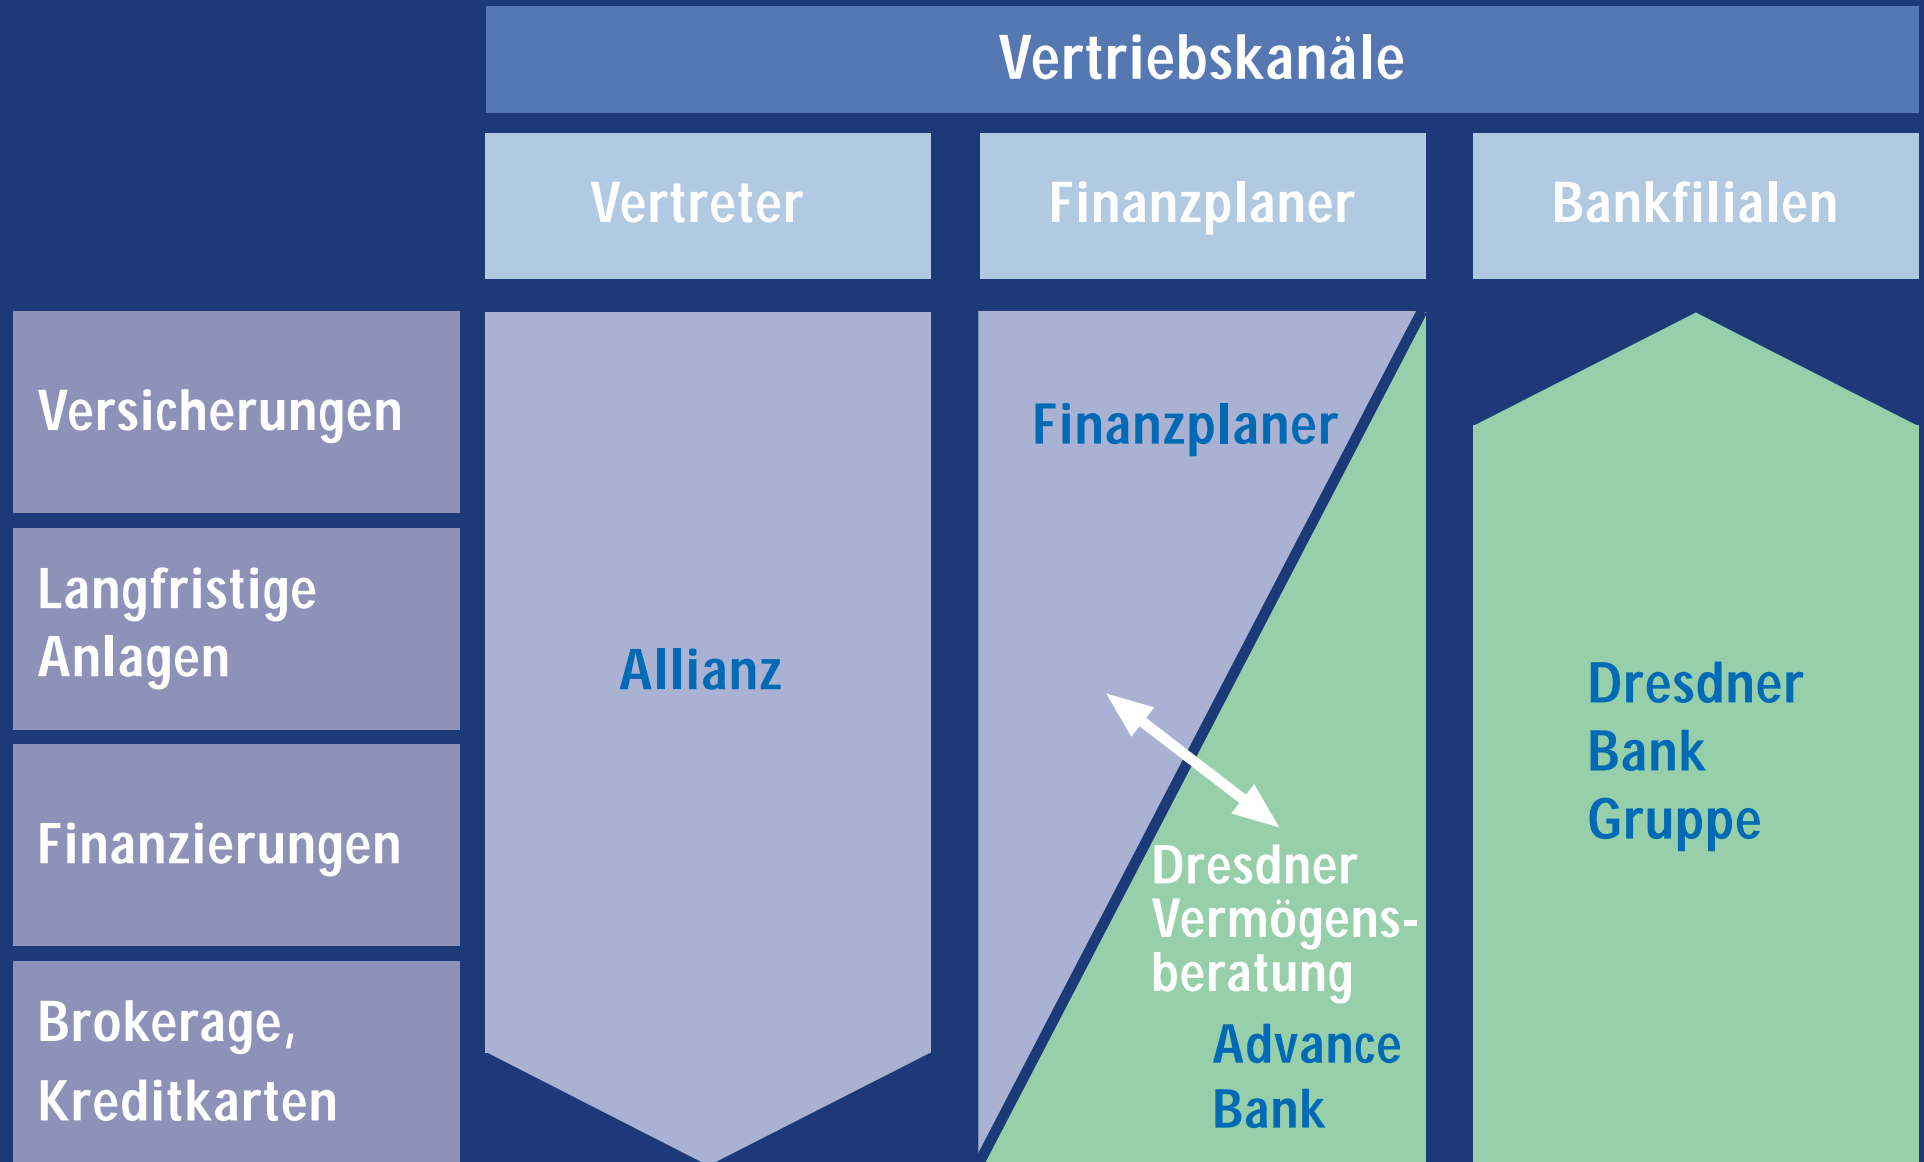 Vertriebskanäle
Vertreter
Finanzplaner
Bankfilialen
Versicherungen
Langfristige
Anlagen
Finanzierungen
Brokerage,
Kreditkarten
Allianz
Finanzplaner
Dresdner
Vermögens-
beratung
Advance
Bank
Dresdner
Bank
Gruppe